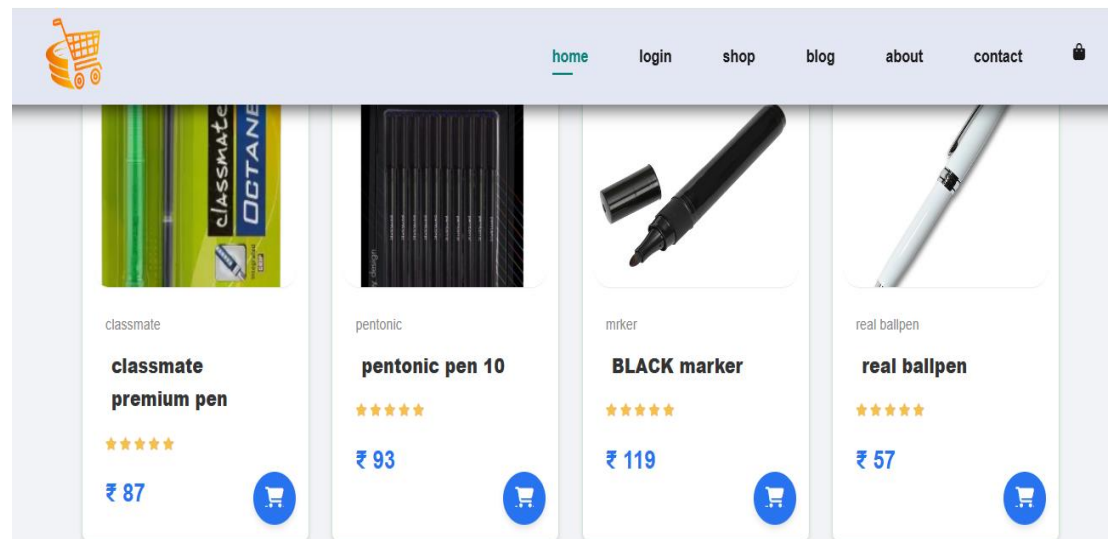 home login shop blog about contact
classmate
OCTANE
design
classmate
classmate
premium pen
₹ 87
pentonic
pentonic pen 10
₹ 93
mrker
BLACK marker
₹ 119
real ballpen
real ballpen
₹ 57